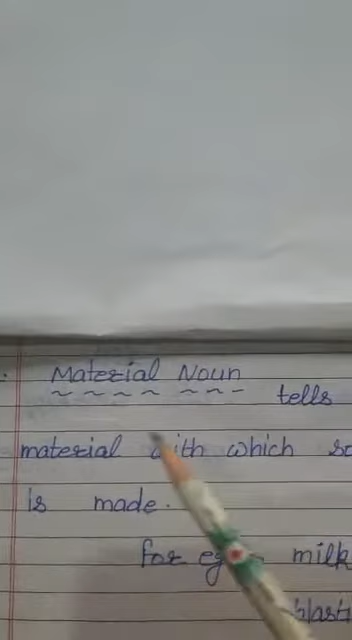 Material Noun tells
material with which
is made.
for eg milk